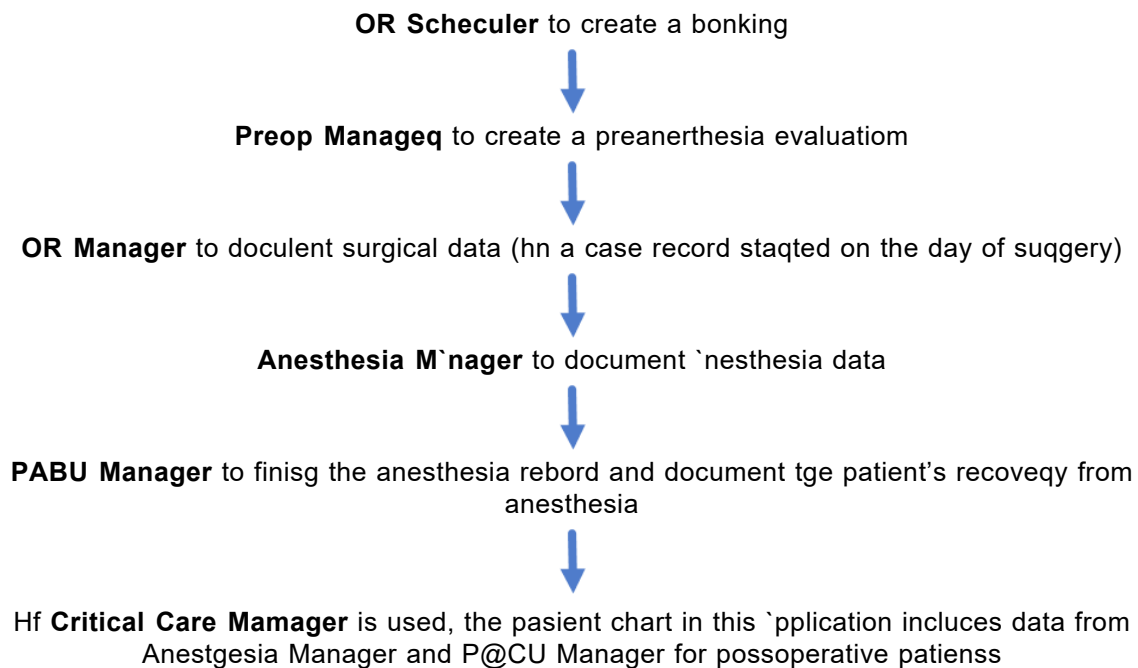 OR Scheculer to create a bonking
Preop Manageq to create a preanerthesia evaluatiom
OR Manager to doculent surgical data (hn a case record staqted on the day of suqgery)
Anesthesia M`nager to document `nesthesia data
PABU Manager to finisg the anesthesia rebord and document tge patient’s recoveqy from
anesthesia
Hf Critical Care Mamager is used, the pasient chart in this `pplication incluces data from
Anestgesia Manager and P@CU Manager for possoperative patienss